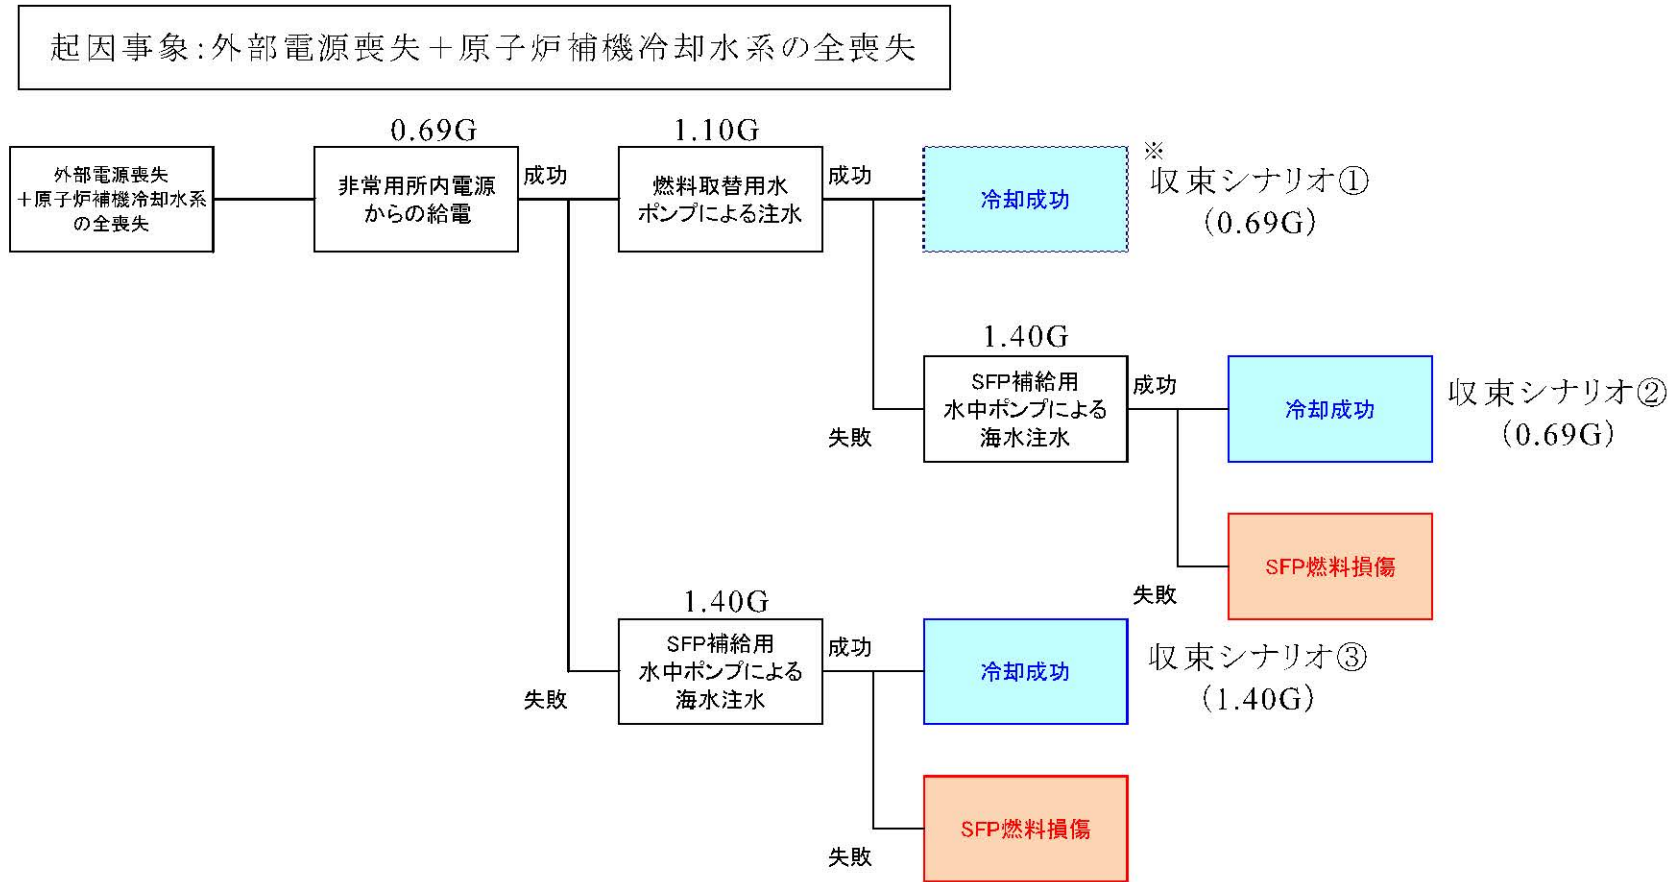 起因事象:外部電源喪失+原子炉補機冷却水系の全喪失
0.69G
1.10G
外部電源喪失
+原子炉補機冷却水系
の全喪失
非常用所内電源
からの給電
成功
燃料取替用水
ポンプによる注水
成功
冷却成功
※
収束シナリオ①
(0.69G)
1.40G
失敗
SFP補給用
水中ポンプによる
海水注水
成功
冷却成功
収束シナリオ②
(0.69G)
失敗
SFP燃料損傷
1.40G
失敗
SFP補給用
水中ポンプによる
海水注水
成功
冷却成功
収束シナリオ③
(1.40G)
失敗
SFP燃料損傷